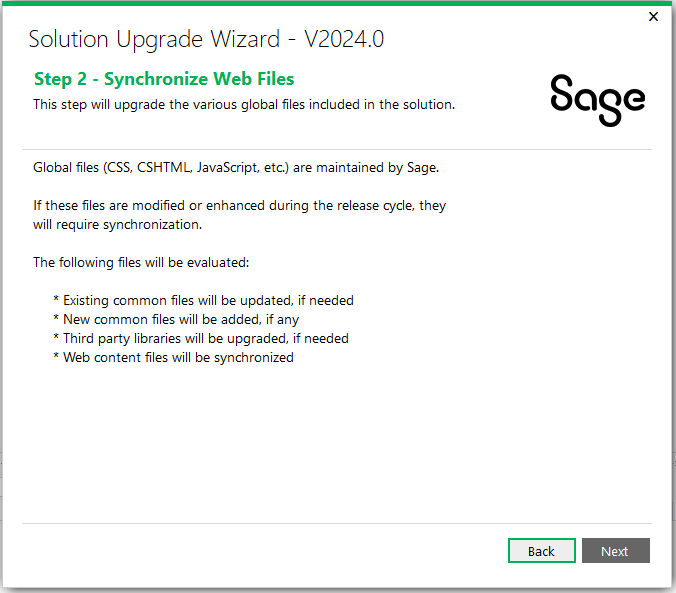 X
Solution Upgrade Wizard - V2024.0
Step 2 - Synchronize Web Files
This step will upgrade the various global files included in the solution.
Sage
Global files (CSS, CSHTML, JavaScript, etc.) are maintained by Sage.
If these files are modified or enhanced during the release cycle, they
will require synchronization.
The following files will be evaluated:
* Existing common files will be updated, if needed
* New common files will be added, if any
* Third party libraries will be upgraded, if needed
* Web content files will be synchronized
Back
Next